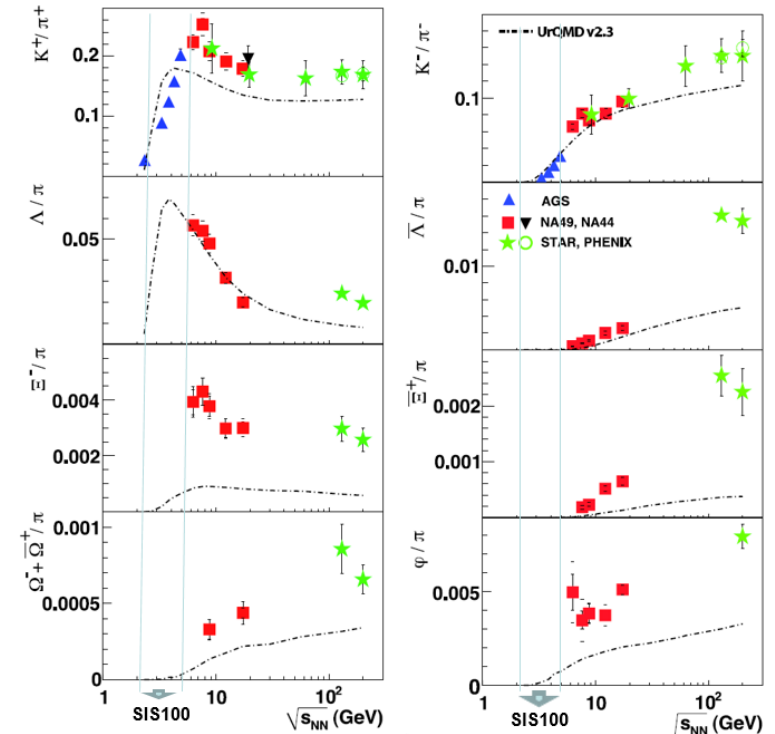 K⁺/π⁺
0.2
0.1
Λ/π
0.05
Ξ⁻/π
0.004
0.002
Ω⁻+Ω̅⁺/π
0.001
0.0005
0
1
10
10²
SIS100
√s_NN (GeV)
K⁻/π⁻
UrQMD v2.3
0.1
AGS
NA49, NA44
STAR, PHENIX
Λ̅/π
0.01
Ξ̅⁺/π
0.002
0.001
φ/π
0.005
0
1
10
10²
SIS100
√s_NN (GeV)